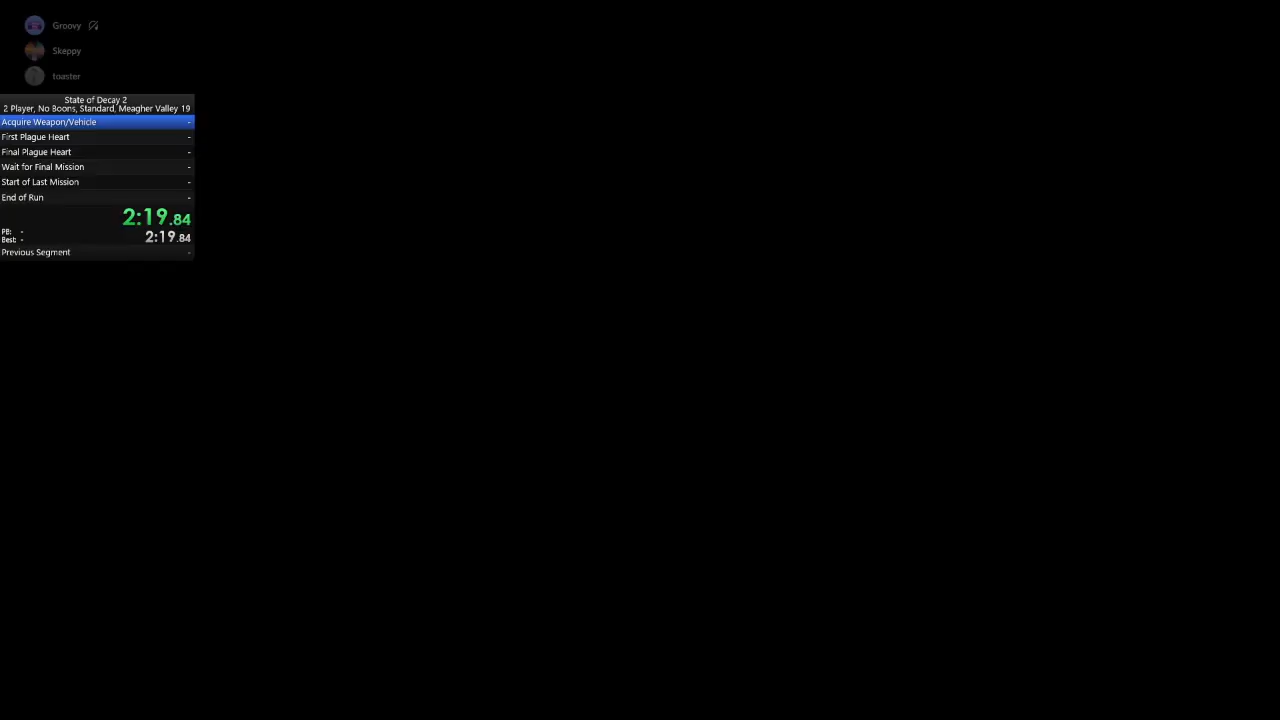 Groovy
Skeppy
toaster
State of Decay 2
2 Player, No Boons, Standard, Meagher Valley 19
Acquire Weapon/Vehicle -
First Plague Heart -
Final Plague Heart -
Wait for Final Mission -
Start of Last Mission -
End of Run -
2:19.84
PB: -
Best: - 2:19.84
Previous Segment -